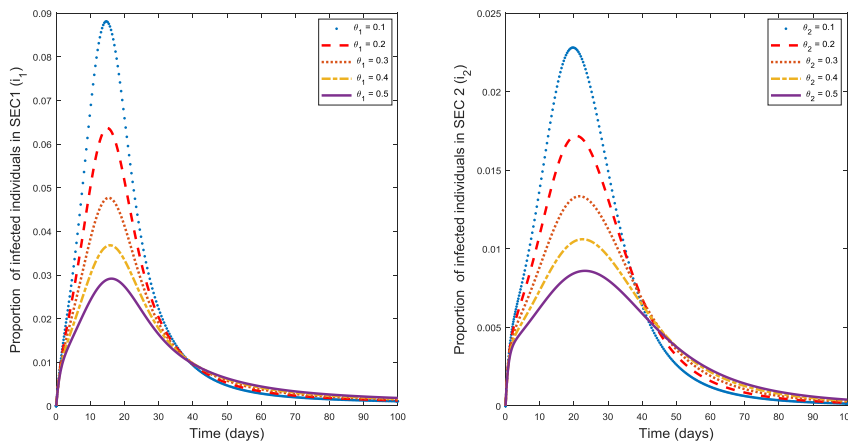 0.09
0.08
0.07
0.06
0.05
0.04
0.03
0.02
0.01
0
0 10 20 30 40 50 60 70 80 90 100
Time (days)
Proportion of infected individuals in SEC1 (i1)
θ1 = 0.1
θ1 = 0.2
θ1 = 0.3
θ1 = 0.4
θ1 = 0.5
0.025
0.02
0.015
0.01
0.005
0
0 10 20 30 40 50 60 70 80 90 100
Time (days)
Proportion of infected individuals in SEC 2 (i2)
θ2 = 0.1
θ2 = 0.2
θ2 = 0.3
θ2 = 0.4
θ2 = 0.5